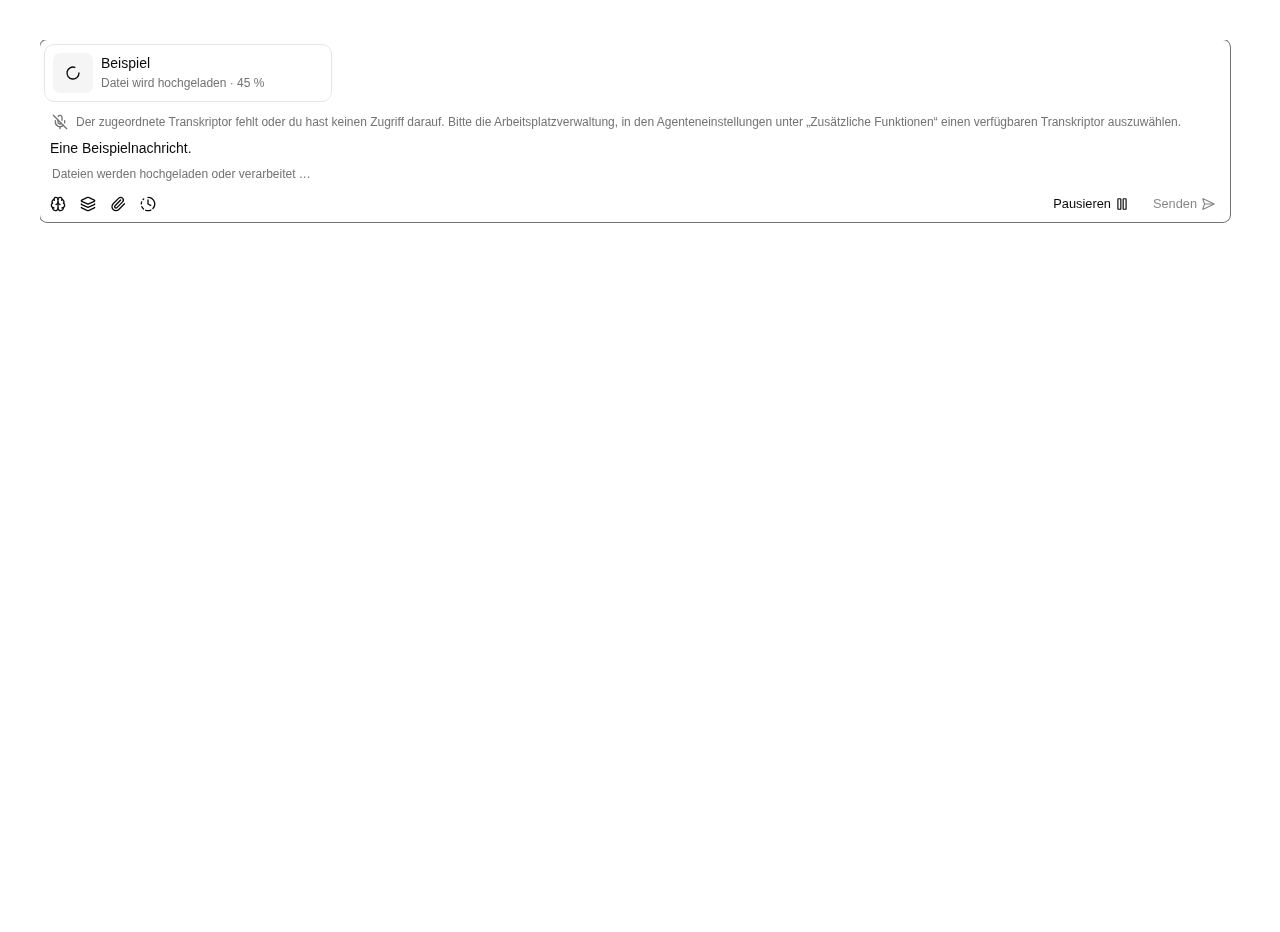 Beispiel
Datei wird hochgeladen · 45 %
Der zugeordnete Transkriptor fehlt oder du hast keinen Zugriff darauf. Bitte die Arbeitsplatzverwaltung, in den Agenteneinstellungen unter „Zusätzliche Funktionen“ einen verfügbaren Transkriptor auszuwählen.
Eine Beispielnachricht.
Dateien werden hochgeladen oder verarbeitet …
Pausieren Senden